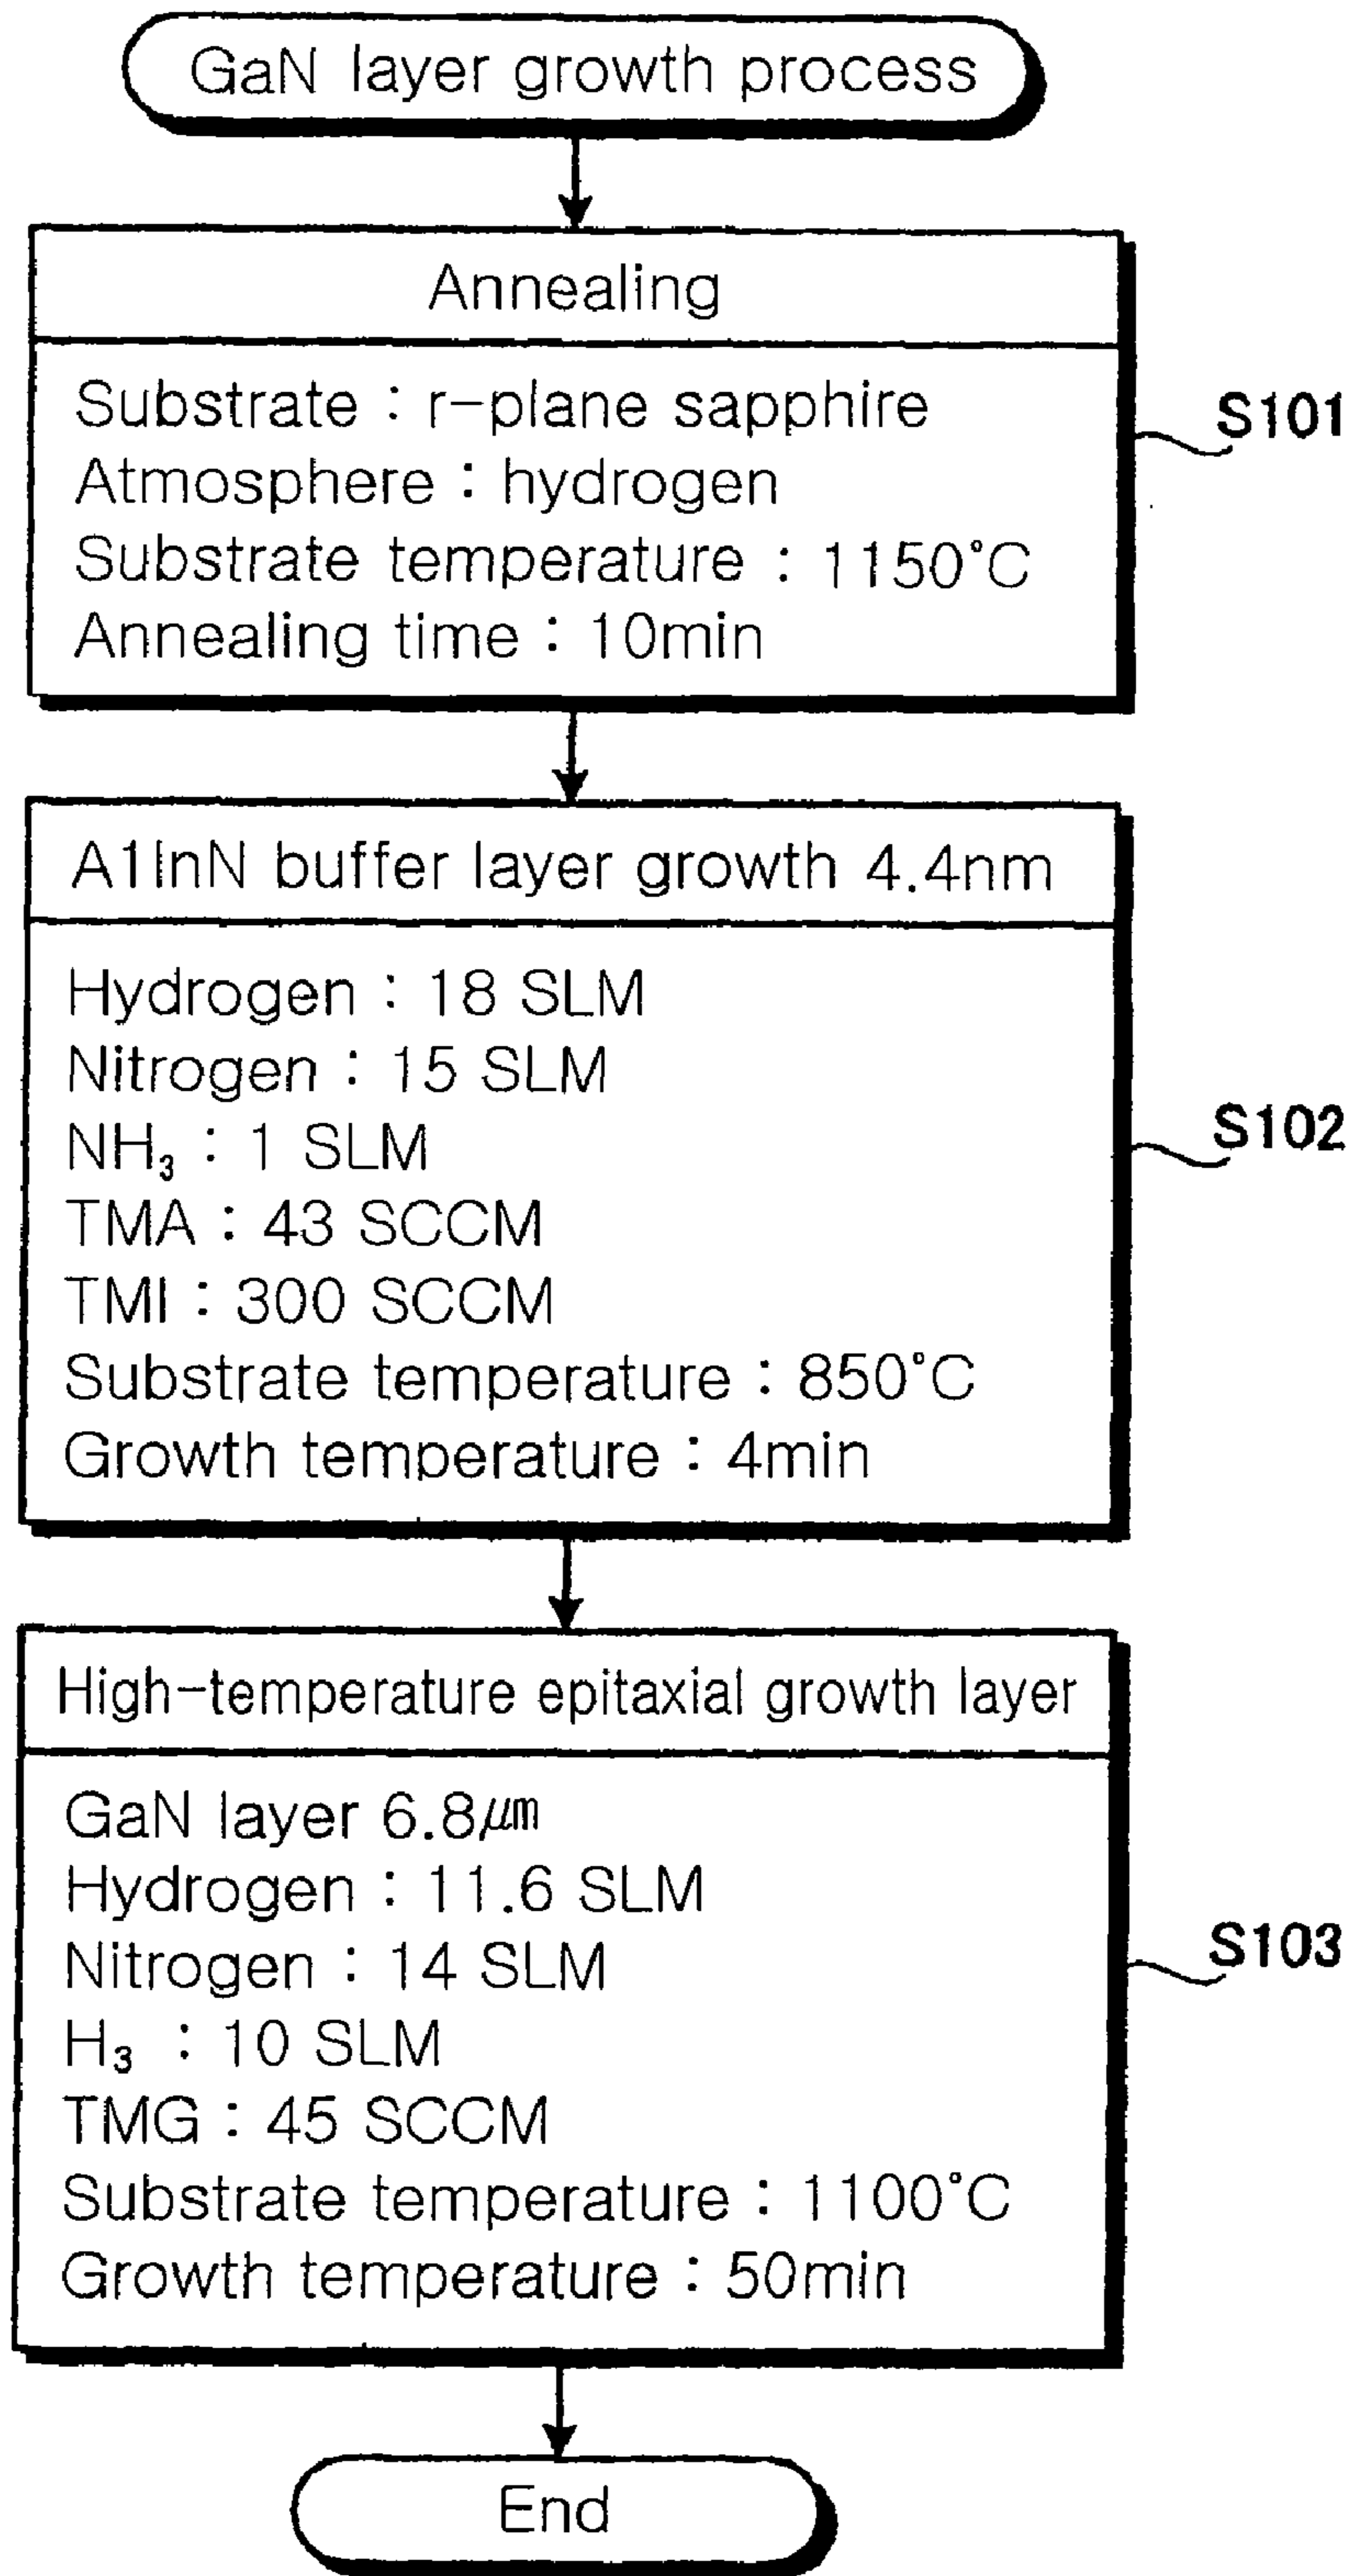 GaN layer growth process
Annealing
Substrate : r-plane sapphire
Atmosphere : hydrogen
Substrate temperature : 1150°C
Annealing time : 10min
S101
A1InN buffer layer growth 4.4nm
Hydrogen : 18 SLM
Nitrogen : 15 SLM
NH₃ : 1 SLM
TMA : 43 SCCM
TMI : 300 SCCM
Substrate temperature : 850°C
Growth temperature : 4min
S102
High-temperature epitaxial growth layer
GaN layer 6.8μm
Hydrogen : 11.6 SLM
Nitrogen : 14 SLM
H₃ : 10 SLM
TMG : 45 SCCM
Substrate temperature : 1100°C
Growth temperature : 50min
S103
End